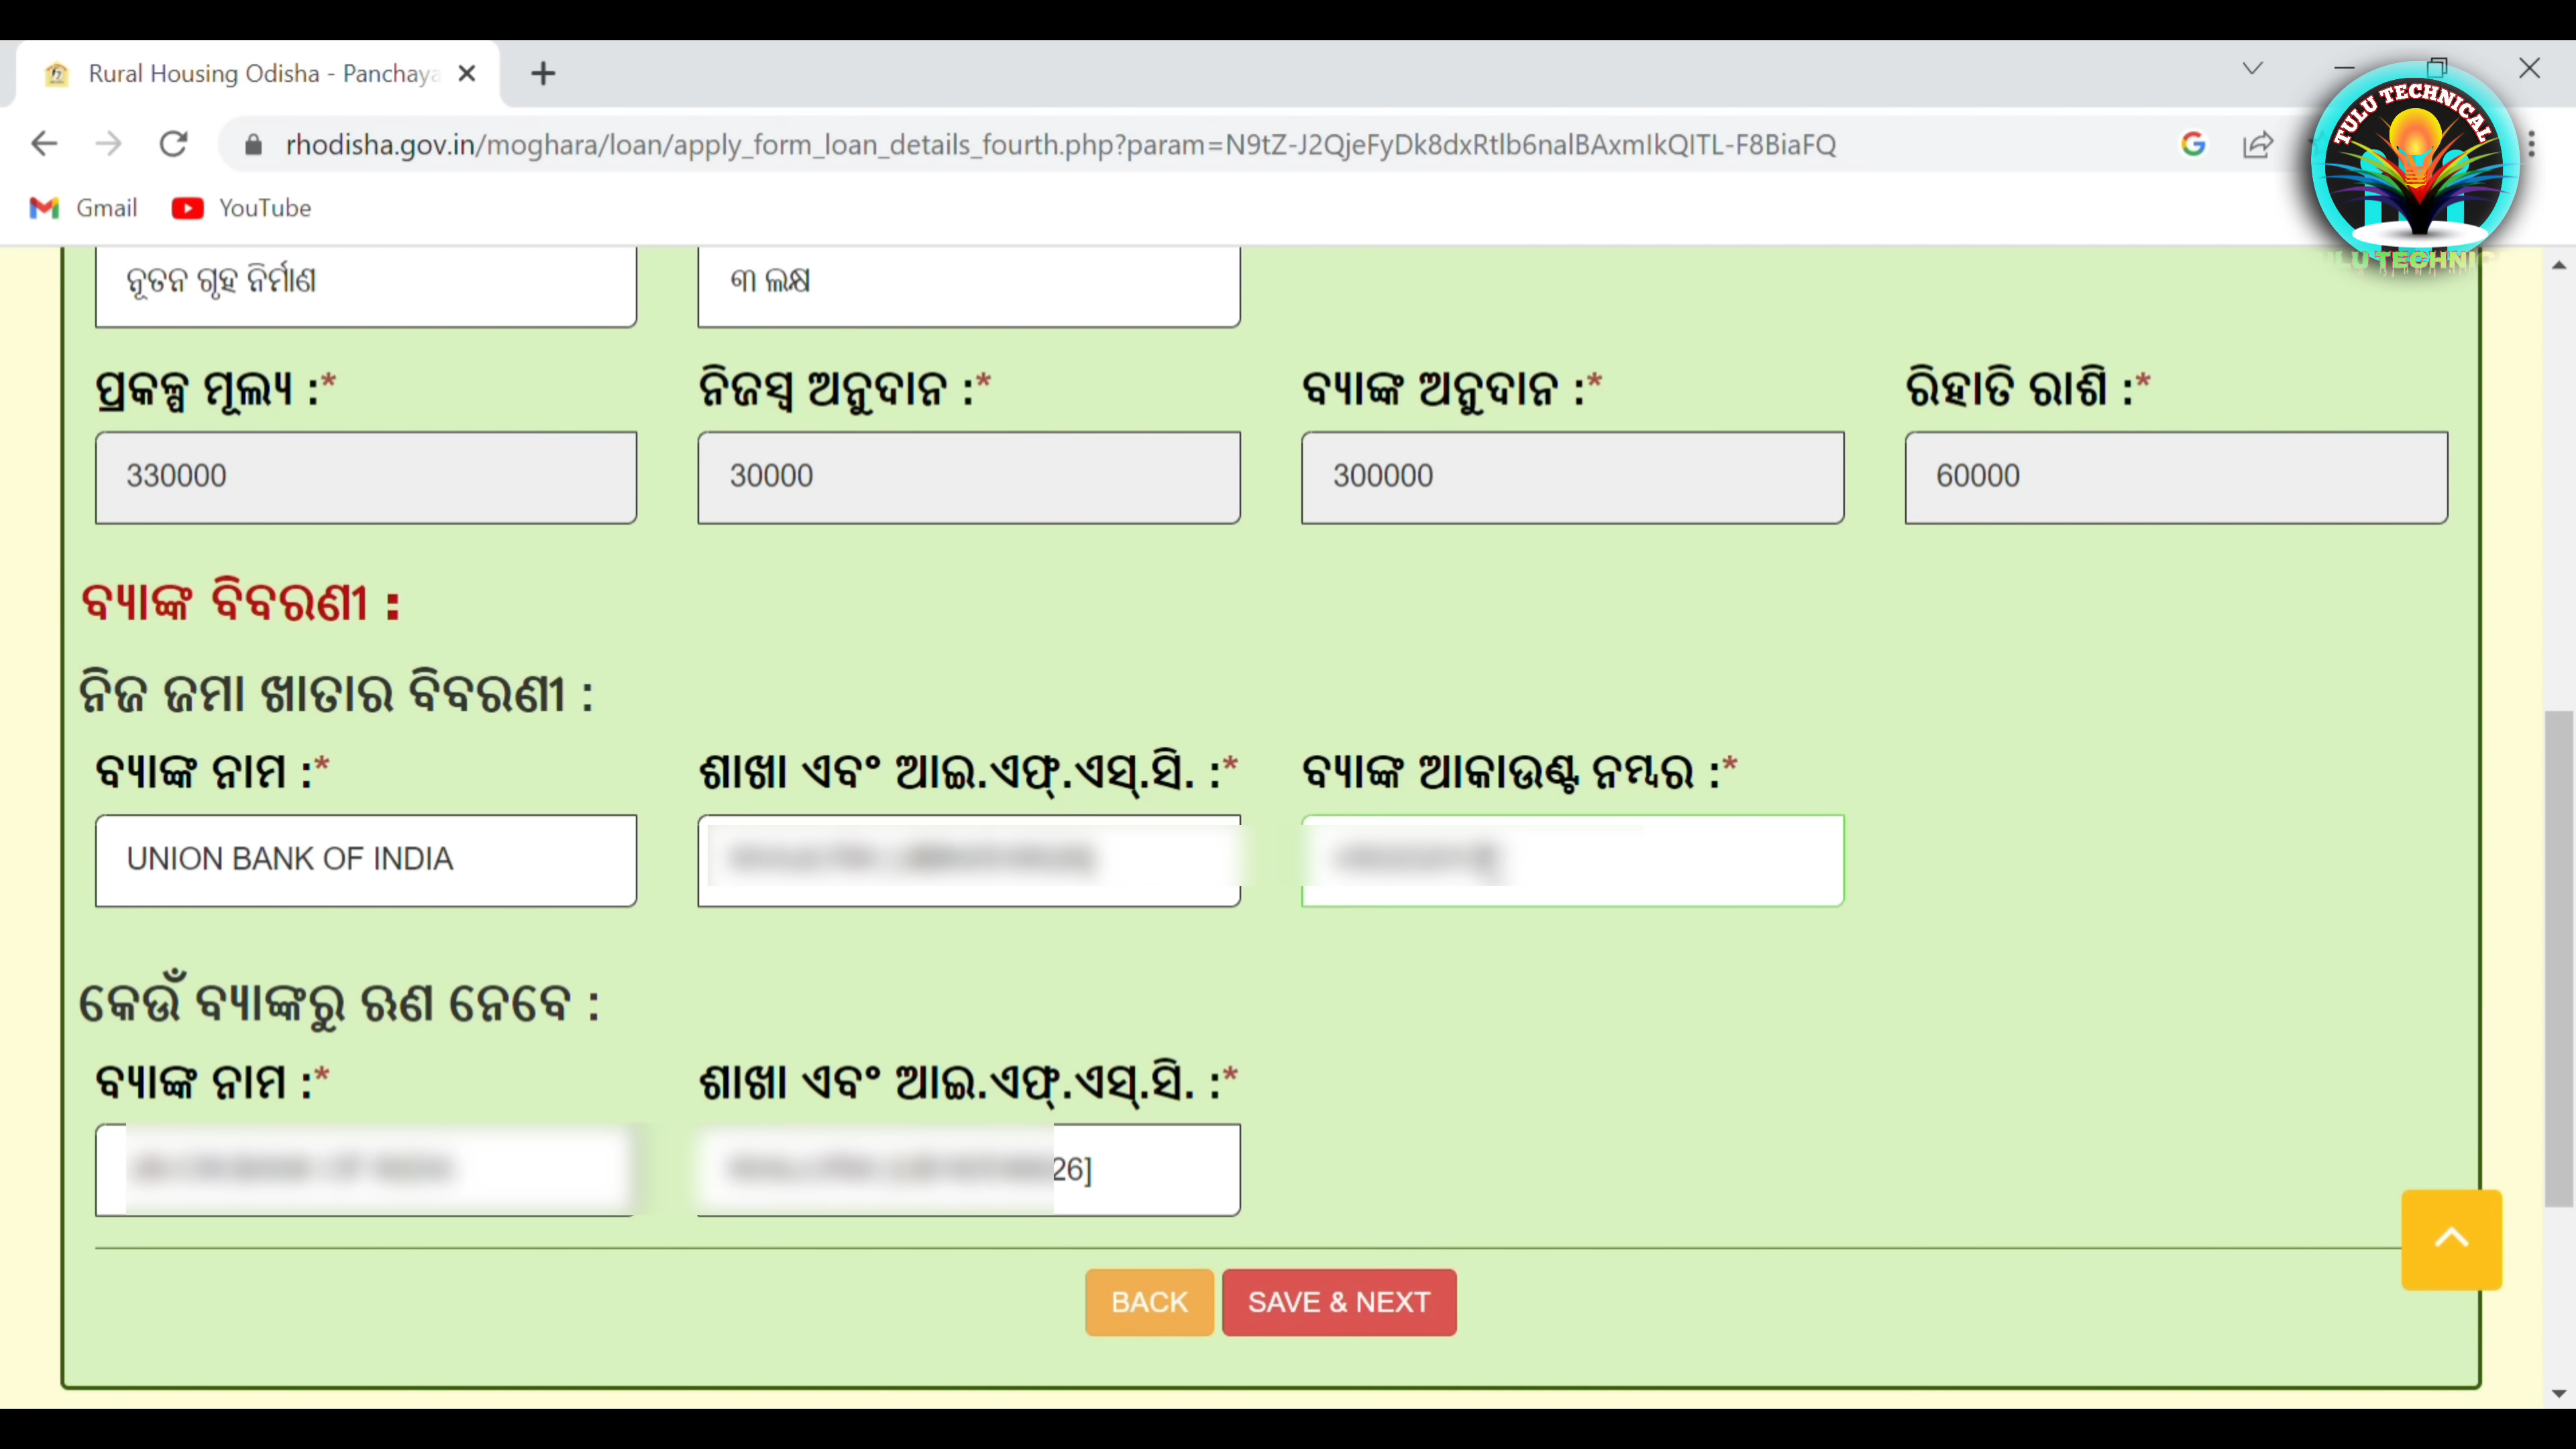 Rural Housing Odisha - Panchaya
rhodisha.gov.in/moghara/loan/apply_form_loan_details_fourth.php?param=N9tZ-J2QjeFyDk8dxRtlb6nalBAxmIkQITL-F8BiaFQ
TULU TECHNICAL
Gmail YouTube
ନୂତନ ଗୃହ ନିର୍ମାଣ ୩ ଲକ୍ଷ
ପ୍ରକଳ୍ପ ମୂଲ୍ୟ :* ନିଜସ୍ୱ ଅନୁଦାନ :* ବ୍ୟାଙ୍କ ଅନୁଦାନ :* ରିହାତି ରାଶି :*
330000 30000 300000 60000
ବ୍ୟାଙ୍କ ବିବରଣୀ :
ନିଜ ଜମା ଖାତାର ବିବରଣୀ :
ବ୍ୟାଙ୍କ ନାମ :* ଶାଖା ଏବଂ ଆଇ.ଏଫ୍.ଏସ୍.ସି. :* ବ୍ୟାଙ୍କ ଆକାଉଣ୍ଟ ନମ୍ବର :*
UNION BANK OF INDIA
କେଉଁ ବ୍ୟାଙ୍କରୁ ଋଣ ନେବେ :
ବ୍ୟାଙ୍କ ନାମ :* ଶାଖା ଏବଂ ଆଇ.ଏଫ୍.ଏସ୍.ସି. :*
26]
BACK SAVE & NEXT